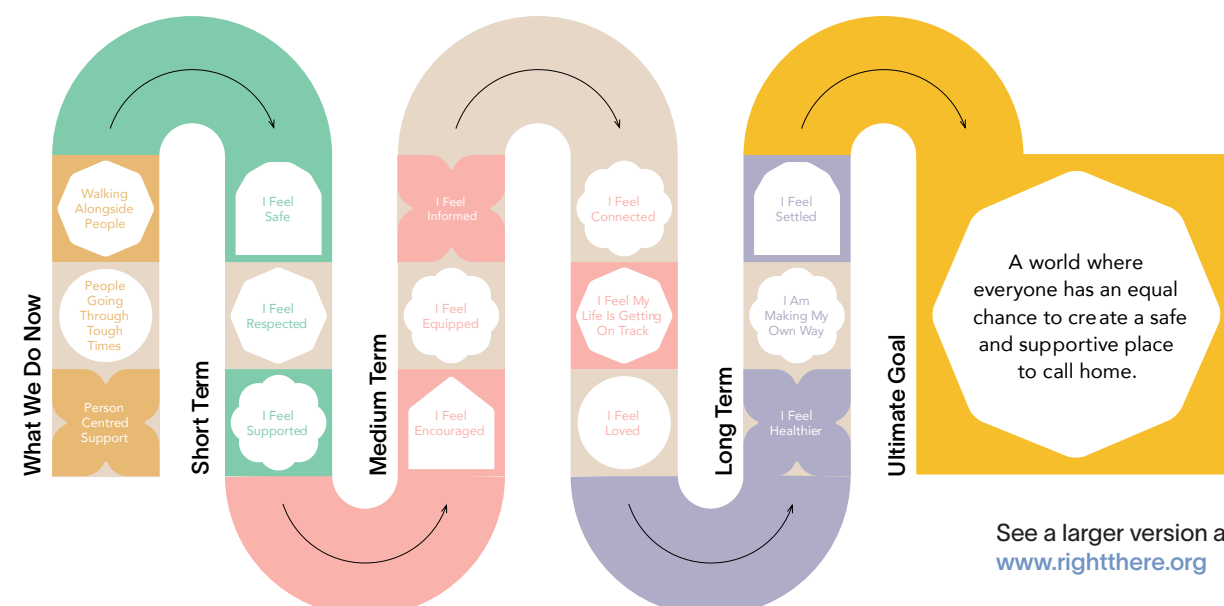 What We Do Now
Walking
Alongside
People
People
Going
Through
Tough
Times
Person
Centred
Support
Short Term
I Feel
Safe
I Feel
Respected
I Feel
Supported
Medium Term
I Feel
Informed
I Feel
Equipped
I Feel
Encouraged
I Feel
Connected
I Feel My
Life Is Getting
On Track
I Feel
Loved
Long Term
I Feel
Settled
I Am
Making My
Own Way
I Feel
Healthier
Ultimate Goal
A world where
everyone has an equal
chance to create a safe
and supportive place
to call home.
See a larger version a
www.rightthere.org